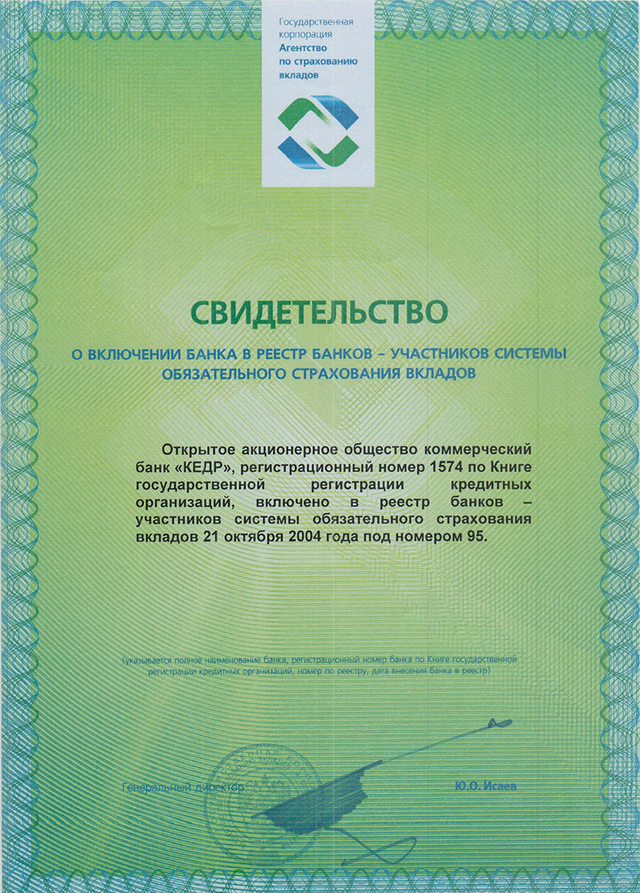 Государственная
корпорация
Агентство
по страхованию
вкладов
СВИДЕТЕЛЬСТВО
О ВКЛЮЧЕНИИ БАНКА В РЕЕСТР БАНКОВ – УЧАСТНИКОВ СИСТЕМЫ
ОБЯЗАТЕЛЬНОГО СТРАХОВАНИЯ ВКЛАДОВ
Открытое акционерное общество коммерческий
банк «КЕДР», регистрационный номер 1574 по Книге
государственной регистрации кредитных
организаций, включено в реестр банков –
участников системы обязательного страхования
вкладов 21 октября 2004 года под номером 95.
(указывается полное наименование банка, регистрационный номер банка по Книге государственной
регистрации кредитных организаций, номер по реестру, дата внесения банка в реестр)
Генеральный директор
Ю.О. Исаев